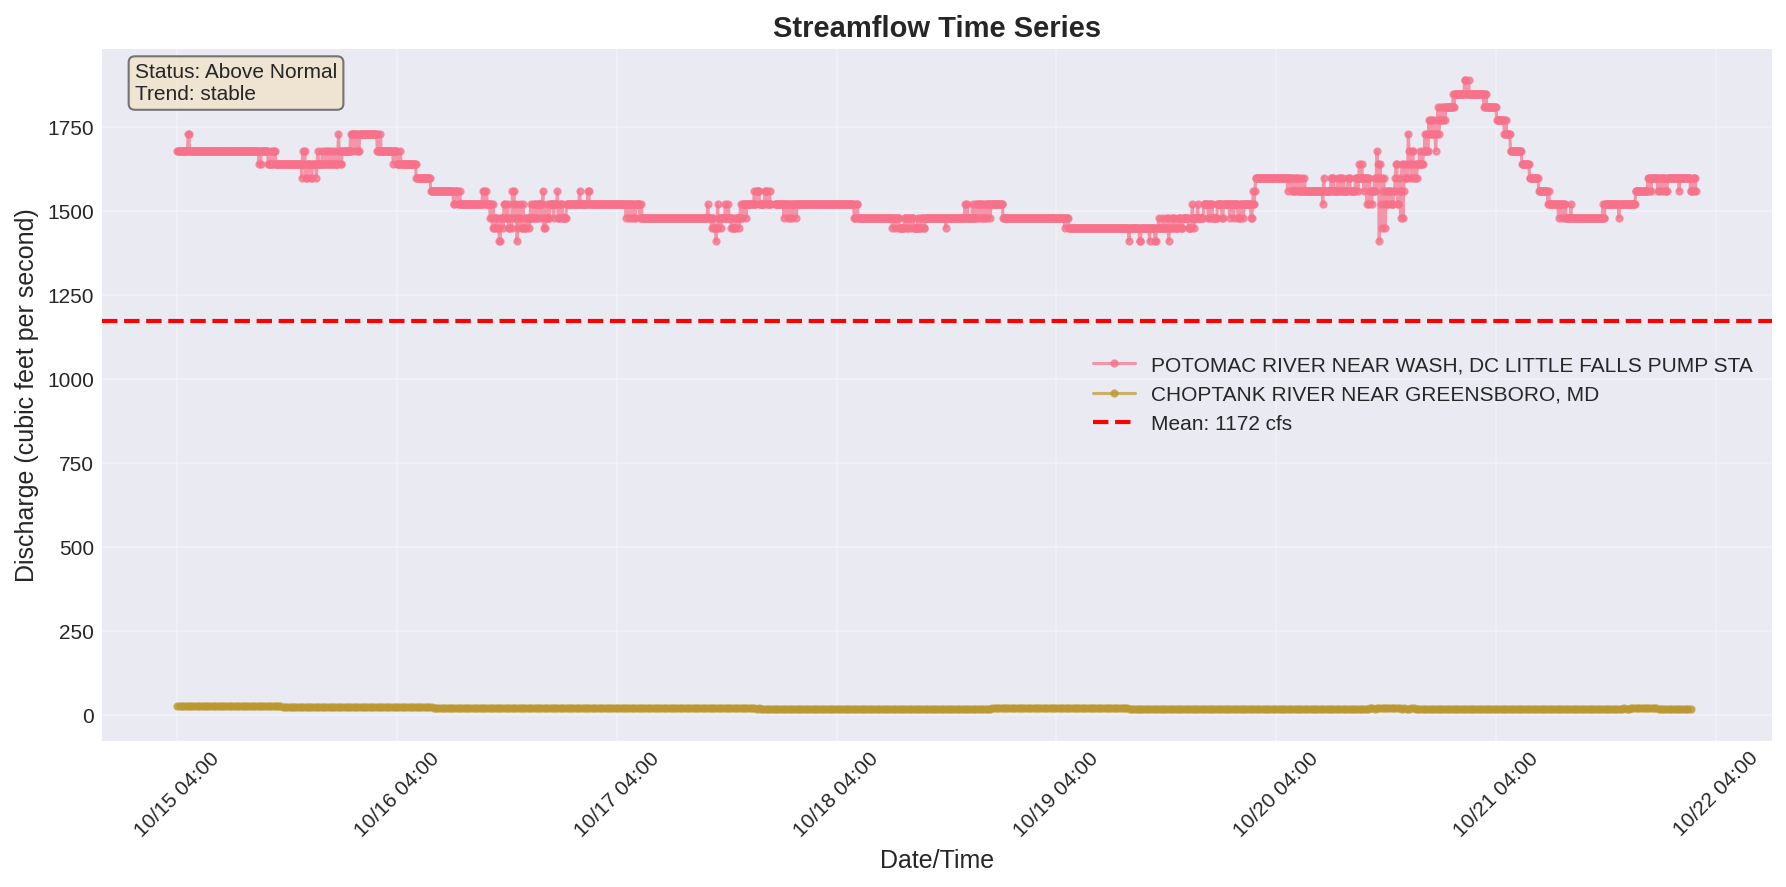 Streamflow Time Series
Status: Above Normal
Trend: stable
Discharge (cubic feet per second)
1750
1500
1250
1000
750
500
250
0
POTOMAC RIVER NEAR WASH, DC LITTLE FALLS PUMP STA
CHOPTANK RIVER NEAR GREENSBORO, MD
Mean: 1172 cfs
10/15 04:00
10/16 04:00
10/17 04:00
10/18 04:00
10/19 04:00
10/20 04:00
10/21 04:00
10/22 04:00
Date/Time